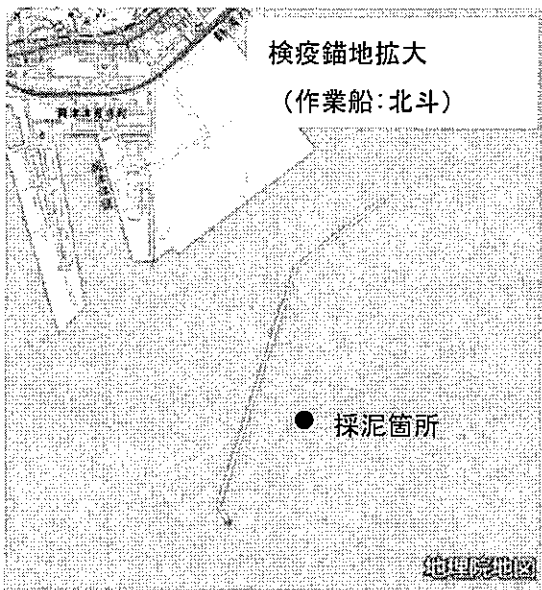 検疫錨地拡大
（作業船：北斗）
採泥箇所
地理院地図